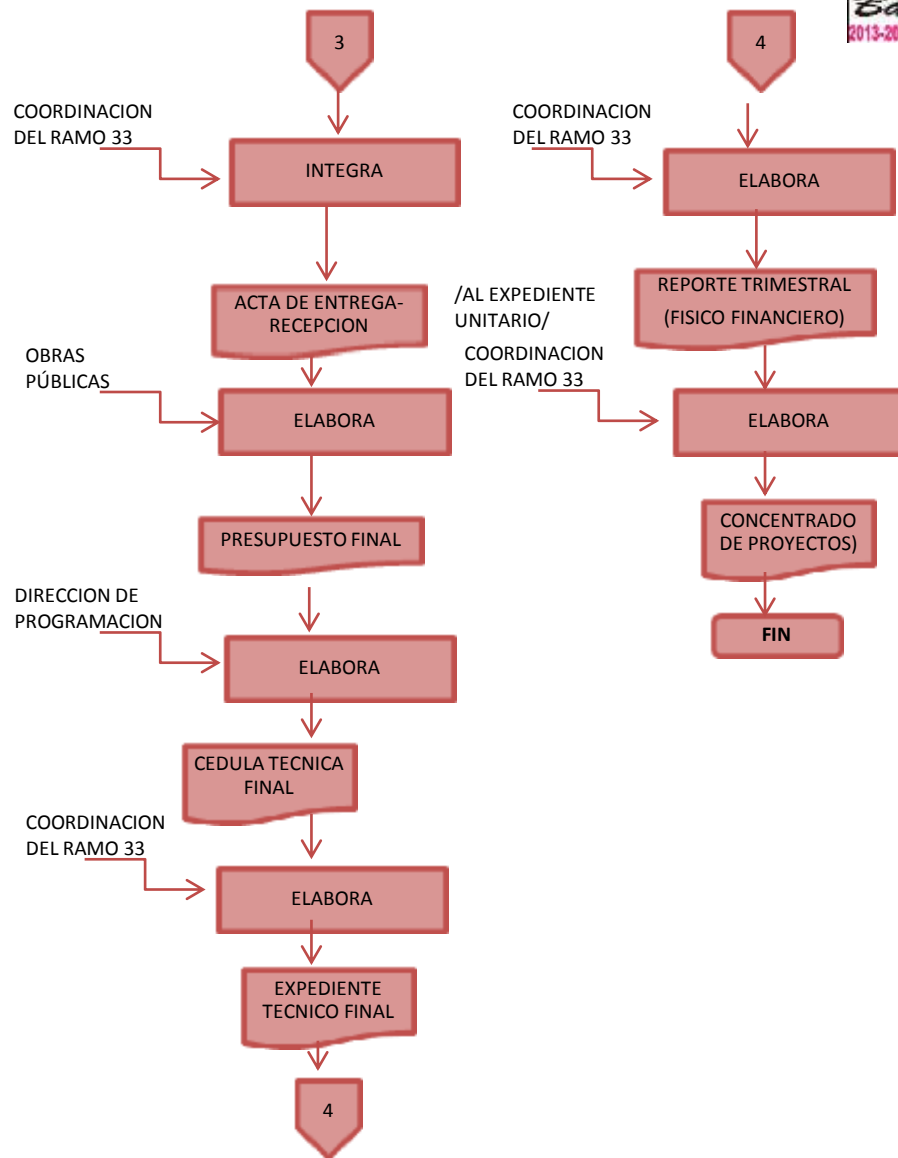 3
COORDINACION
DEL RAMO 33
INTEGRA
ACTA DE ENTREGA-
RECEPCION
OBRAS
PÚBLICAS
ELABORA
PRESUPUESTO FINAL
DIRECCION DE
PROGRAMACION
ELABORA
CEDULA TECNICA
FINAL
COORDINACION
DEL RAMO 33
ELABORA
EXPEDIENTE
TECNICO FINAL
4
4
COORDINACION
DEL RAMO 33
ELABORA
REPORTE TRIMESTRAL
(FISICO FINANCIERO)
/AL EXPEDIENTE
UNITARIO/
COORDINACION
DEL RAMO 33
ELABORA
CONCENTRADO
DE PROYECTOS)
FIN